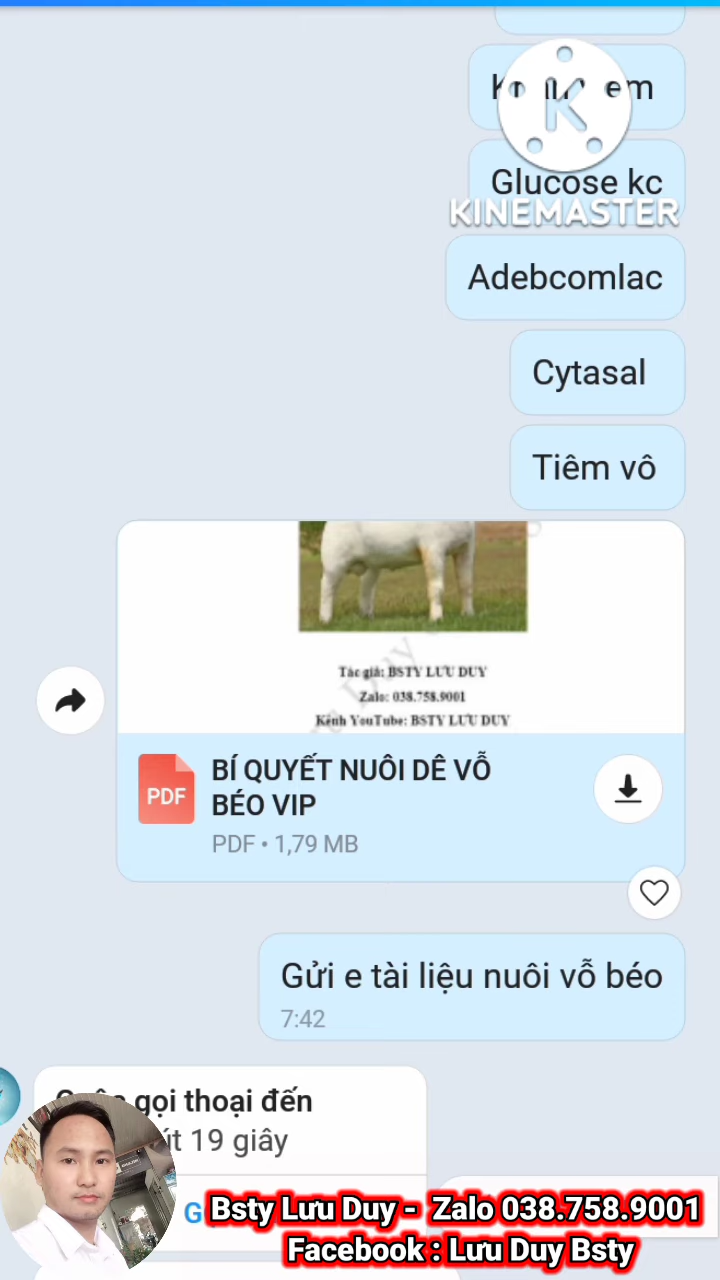 Glucose kc
KINEMASTER
Adebcomlac
Cytasal
Tiêm vô
Tác giả: BSTY LƯU DUY
Zalo: 038.758.9001
Kênh YouTube: BSTY LƯU DUY
PDF
BÍ QUYẾT NUÔI DÊ VỖ
BÉO VIP
PDF • 1,79 MB
Gửi e tài liệu nuôi vỗ béo
7:42
gọi thoại đến
19 giây
Bsty Lưu Duy - Zalo 038.758.9001
Facebook : Lưu Duy Bsty